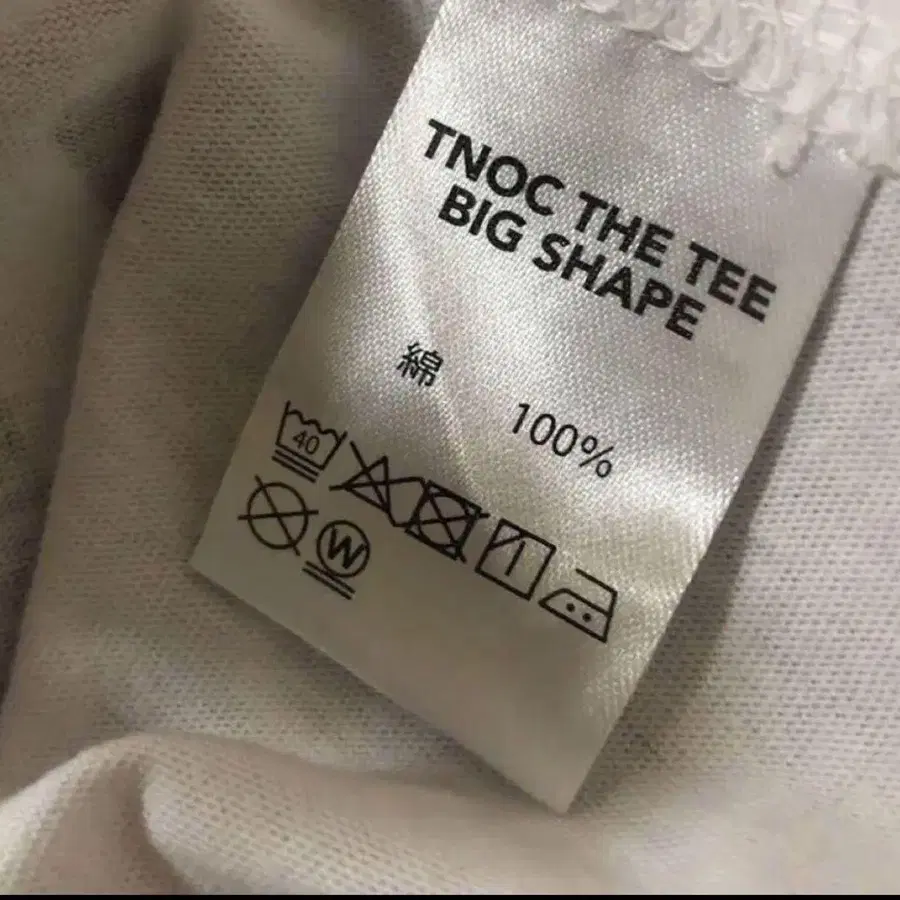 TNOC THE TEE
BIG SHAPE
綿 100%
40
W